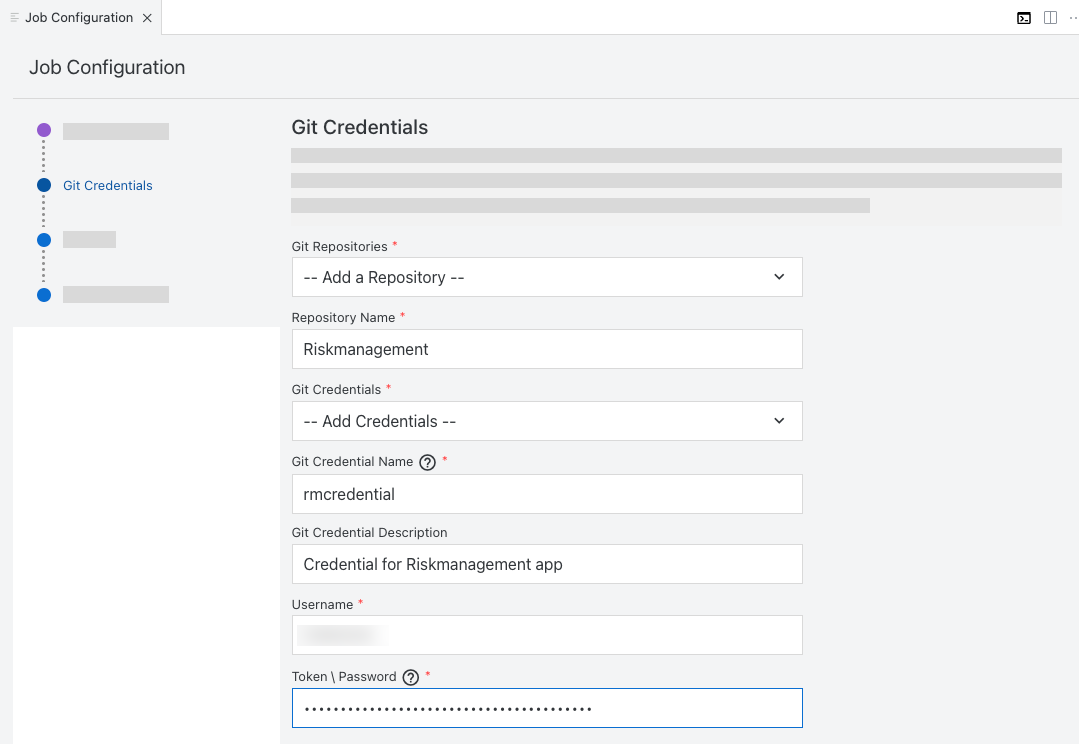 Job Configuration
Job Configuration
Git Credentials
Git Credentials
Git Repositories *
-- Add a Repository --
Repository Name *
Riskmanagement
Git Credentials *
-- Add Credentials --
Git Credential Name ? *
rmcredential
Git Credential Description
Credential for Riskmanagement app
Username *
Token \ Password ? *
••••••••••••••••••••••••••••••••••••••••